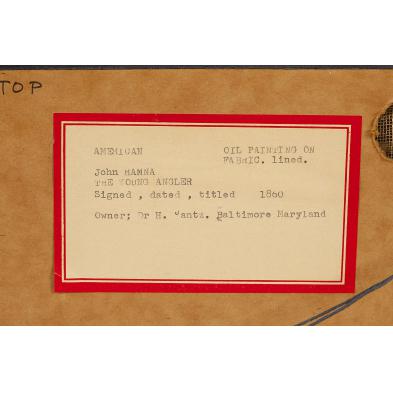 TOP
AMERICAN OIL PAINTING ON
FABRIC. lined.
John HAMNA
THE YOUNG ANGLER
Signed , dated , titled 1860
Owner; Dr H. Baltimore Maryland